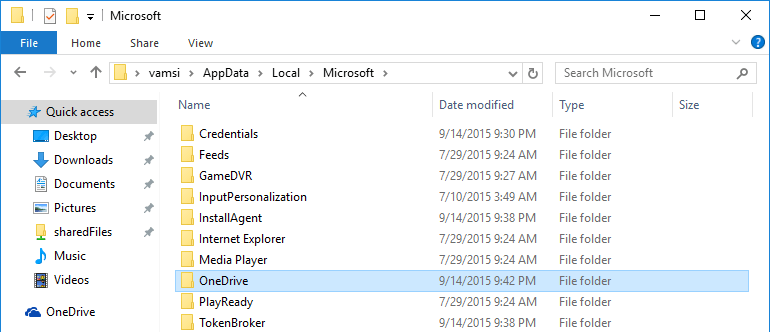 Microsoft
File Home Share View
vamsi AppData Local Microsoft Search Microsoft
Name Date modified Type Size
Quick access
Desktop
Downloads
Documents
Pictures
sharedFiles
Music
Videos
OneDrive
Credentials 9/14/2015 9:30 PM File folder
Feeds 7/29/2015 9:24 AM File folder
GameDVR 7/29/2015 9:27 AM File folder
InputPersonalization 7/10/2015 3:49 AM File folder
InstallAgent 9/14/2015 9:38 PM File folder
Internet Explorer 7/29/2015 9:24 AM File folder
Media Player 7/29/2015 9:24 AM File folder
OneDrive 9/14/2015 9:42 PM File folder
PlayReady 7/29/2015 9:24 AM File folder
TokenBroker 9/14/2015 9:38 PM File folder